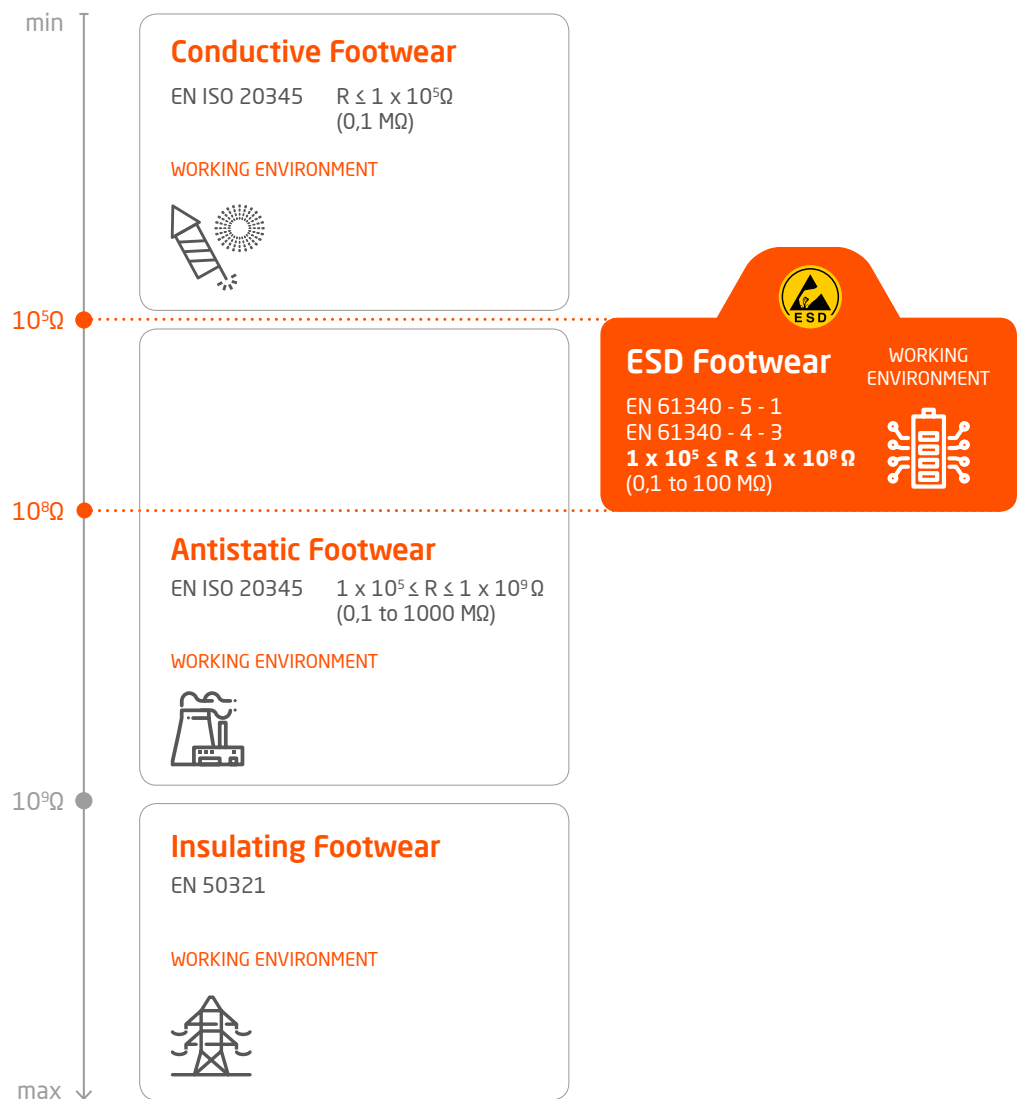 min
Conductive Footwear
EN ISO 20345 R ≤ 1 x 10⁵Ω
(0,1 MΩ)
WORKING ENVIRONMENT
10⁵Ω
ESD
ESD Footwear
WORKING
ENVIRONMENT
EN 61340 - 5 - 1
EN 61340 - 4 - 3
1 x 10⁵ ≤ R ≤ 1 x 10⁸ Ω
(0,1 to 100 MΩ)
10⁸Ω
Antistatic Footwear
EN ISO 20345 1 x 10⁵ ≤ R ≤ 1 x 10⁹ Ω
(0,1 to 1000 MΩ)
WORKING ENVIRONMENT
10⁹Ω
Insulating Footwear
EN 50321
WORKING ENVIRONMENT
max